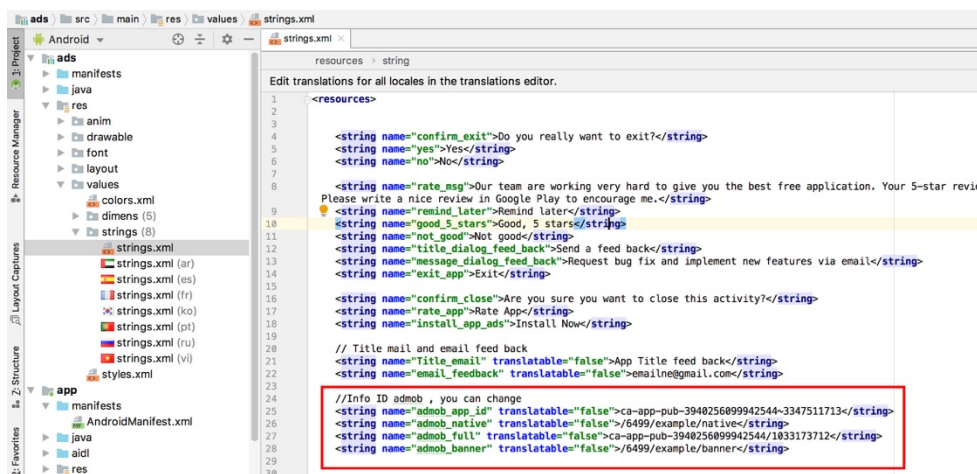 ads src main res values strings.xml
Android
strings.xml
1: Project
Resource Manager
Layout Captures
Z: Structure
2: Favorites
ads
manifests
java
res
anim
drawable
font
layout
values
colors.xml
dimens (5)
strings (8)
strings.xml
strings.xml (ar)
strings.xml (es)
strings.xml (fr)
strings.xml (ko)
strings.xml (pt)
strings.xml (ru)
strings.xml (vi)
styles.xml
app
manifests
AndroidManifest.xml
java
aidl
res
resources › string
Edit translations for all locales in the translations editor.
1 <resources>
2
3
4 <string name="confirm_exit">Do you really want to exit?</string>
5 <string name="yes">Yes</string>
6 <string name="no">No</string>
7
8 <string name="rate_msg">Our team are working very hard to give you the best free application. Your 5-star revi
Please write a nice review in Google Play to encourage me.</string>
9 <string name="remind_later">Remind later</string>
10 <string name="good_5_stars">Good, 5 stars</string>
11 <string name="not_good">Not good</string>
12 <string name="title_dialog_feed_back">Send a feed back</string>
13 <string name="message_dialog_feed_back">Request bug fix and implement new features via email</string>
14 <string name="exit_app">Exit</string>
15
16 <string name="confirm_close">Are you sure you want to close this activity?</string>
17 <string name="rate_app">Rate App</string>
18 <string name="install_app_ads">Install Now</string>
19
20 // Title mail and email feed back
21 <string name="Title_email" translatable="false">App Title feed back</string>
22 <string name="email_feedback" translatable="false">emailne@gmail.com</string>
23
24 //Info ID admob , you can change
25 <string name="admob_app_id" translatable="false">ca-app-pub-3940256099942544~3347511713</string>
26 <string name="admob_native" translatable="false">/6499/example/native</string>
27 <string name="admob_full" translatable="false">ca-app-pub-3940256099942544/1033173712</string>
28 <string name="admob_banner" translatable="false">/6499/example/banner</string>
29
30